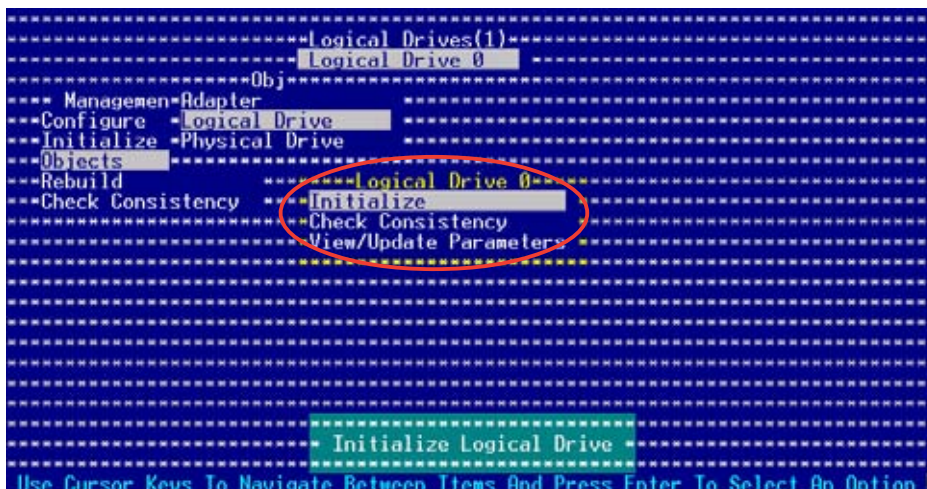 Logical Drives(1)
Logical Drive 0
Obj
Managemen Adapter
Configure Logical Drive
Initialize Physical Drive
Objects
Rebuild Logical Drive 0
Check Consistency Initialize
Check Consistency
View/Update Parameters
Initialize Logical Drive
Use Cursor Keys To Navigate Between Items And Press Enter To Select An Option